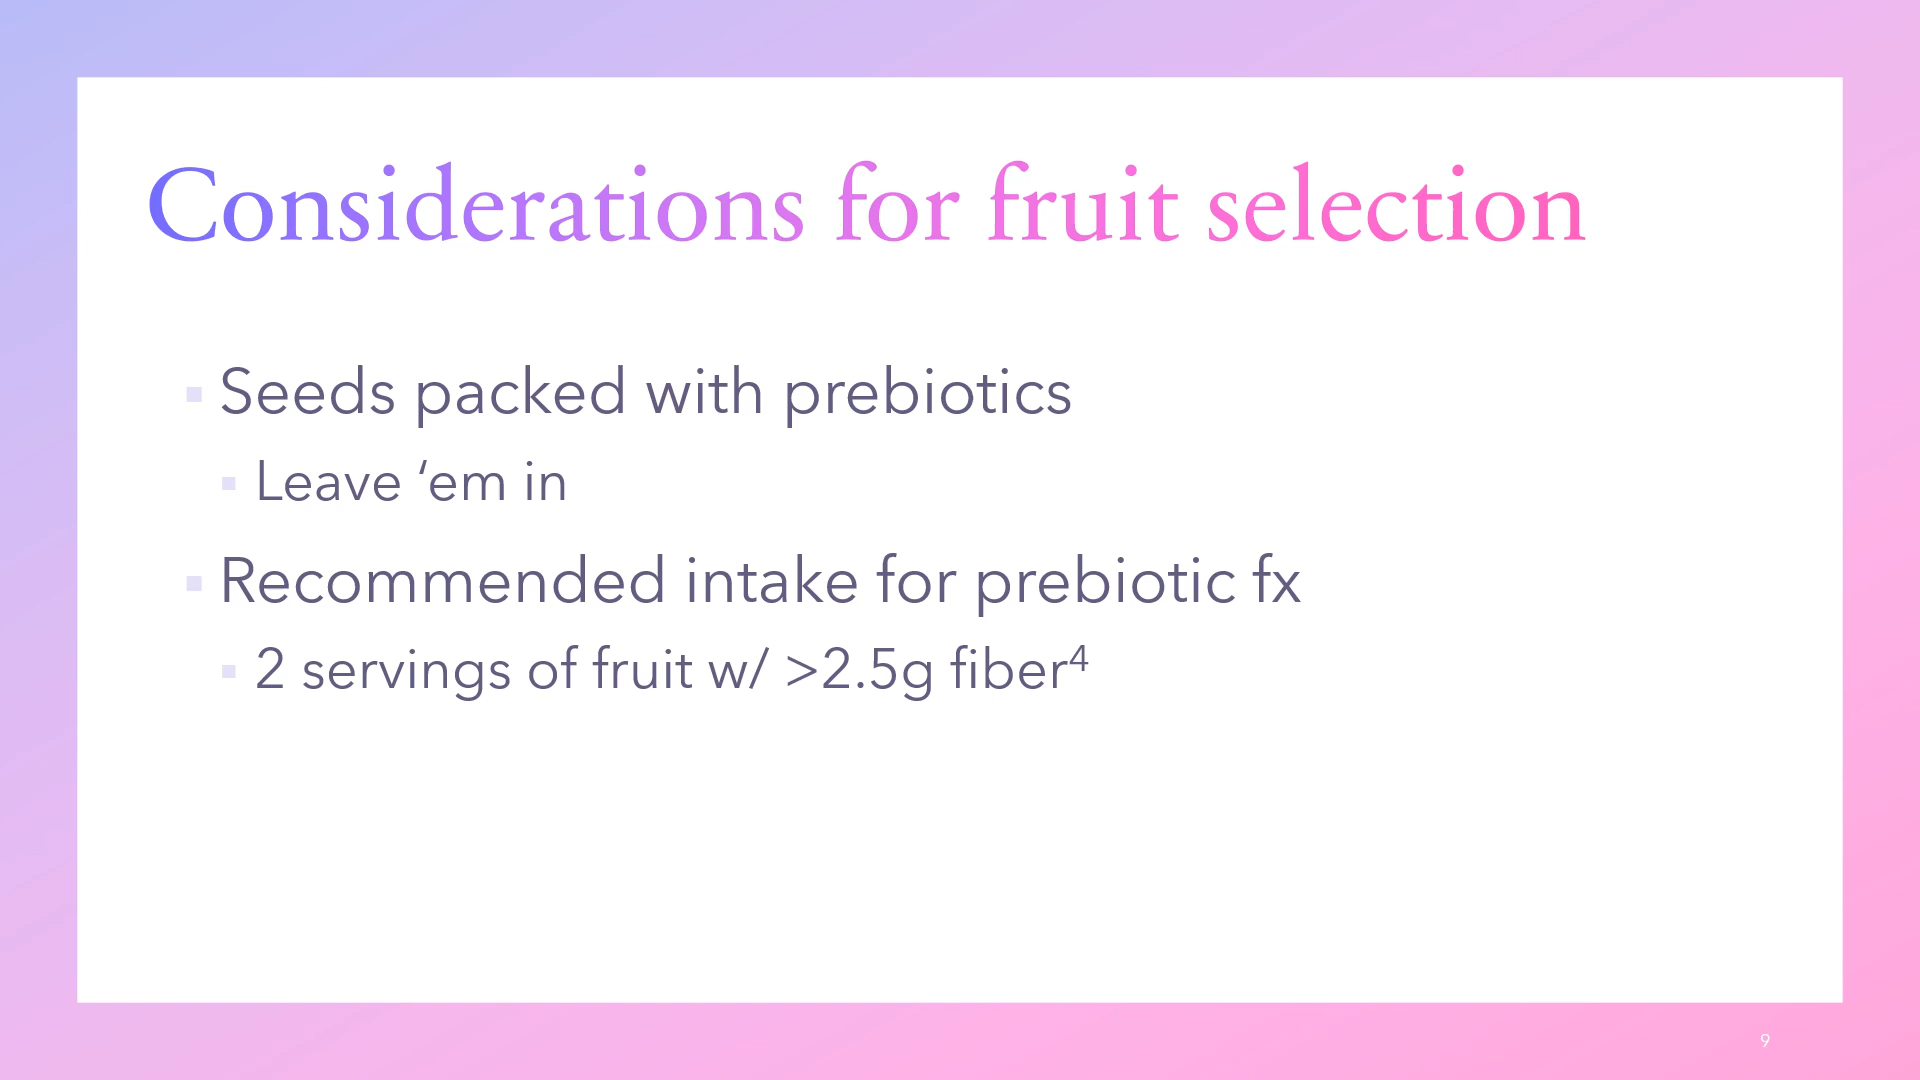 Considerations for fruit selection
▪ Seeds packed with prebiotics
▪ Leave ‘em in
▪ Recommended intake for prebiotic fx
▪ 2 servings of fruit w/ >2.5g fiber⁴
9